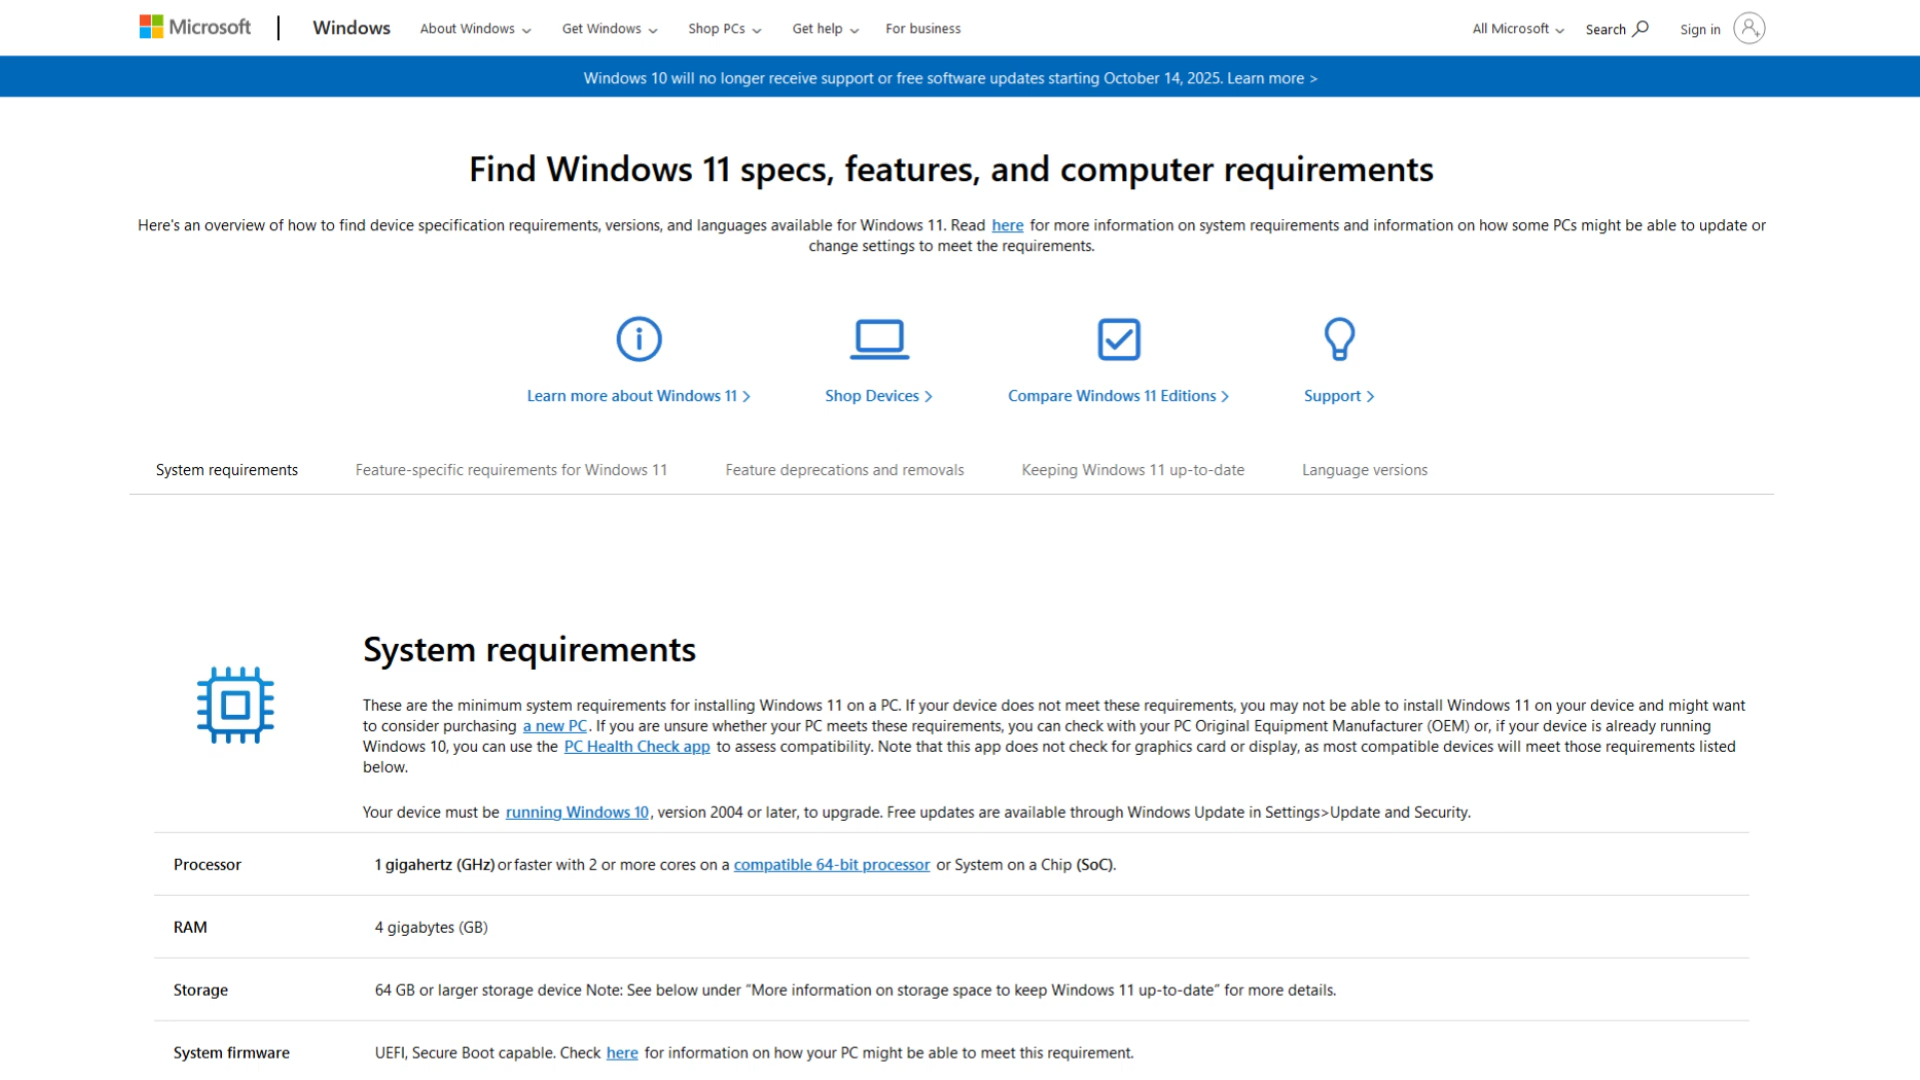 Microsoft
Windows
About Windows
Get Windows
Shop PCs
Get help
For business
All Microsoft
Search
Sign in
Windows 10 will no longer receive support or free software updates starting October 14, 2025. Learn more >
Find Windows 11 specs, features, and computer requirements
Here's an overview of how to find device specification requirements, versions, and languages available for Windows 11. Read here for more information on system requirements and information on how some PCs might be able to update or
change settings to meet the requirements.
Learn more about Windows 11 >
Shop Devices >
Compare Windows 11 Editions >
Support >
System requirements
Feature-specific requirements for Windows 11
Feature deprecations and removals
Keeping Windows 11 up-to-date
Language versions
System requirements
These are the minimum system requirements for installing Windows 11 on a PC. If your device does not meet these requirements, you may not be able to install Windows 11 on your device and might want
to consider purchasing a new PC. If you are unsure whether your PC meets these requirements, you can check with your PC Original Equipment Manufacturer (OEM) or, if your device is already running
Windows 10, you can use the PC Health Check app to assess compatibility. Note that this app does not check for graphics card or display, as most compatible devices will meet those requirements listed
below.
Your device must be running Windows 10, version 2004 or later, to upgrade. Free updates are available through Windows Update in Settings>Update and Security.
Processor
1 gigahertz (GHz) or faster with 2 or more cores on a compatible 64-bit processor or System on a Chip (SoC).
RAM
4 gigabytes (GB)
Storage
64 GB or larger storage device Note: See below under “More information on storage space to keep Windows 11 up-to-date” for more details.
System firmware
UEFI, Secure Boot capable. Check here for information on how your PC might be able to meet this requirement.